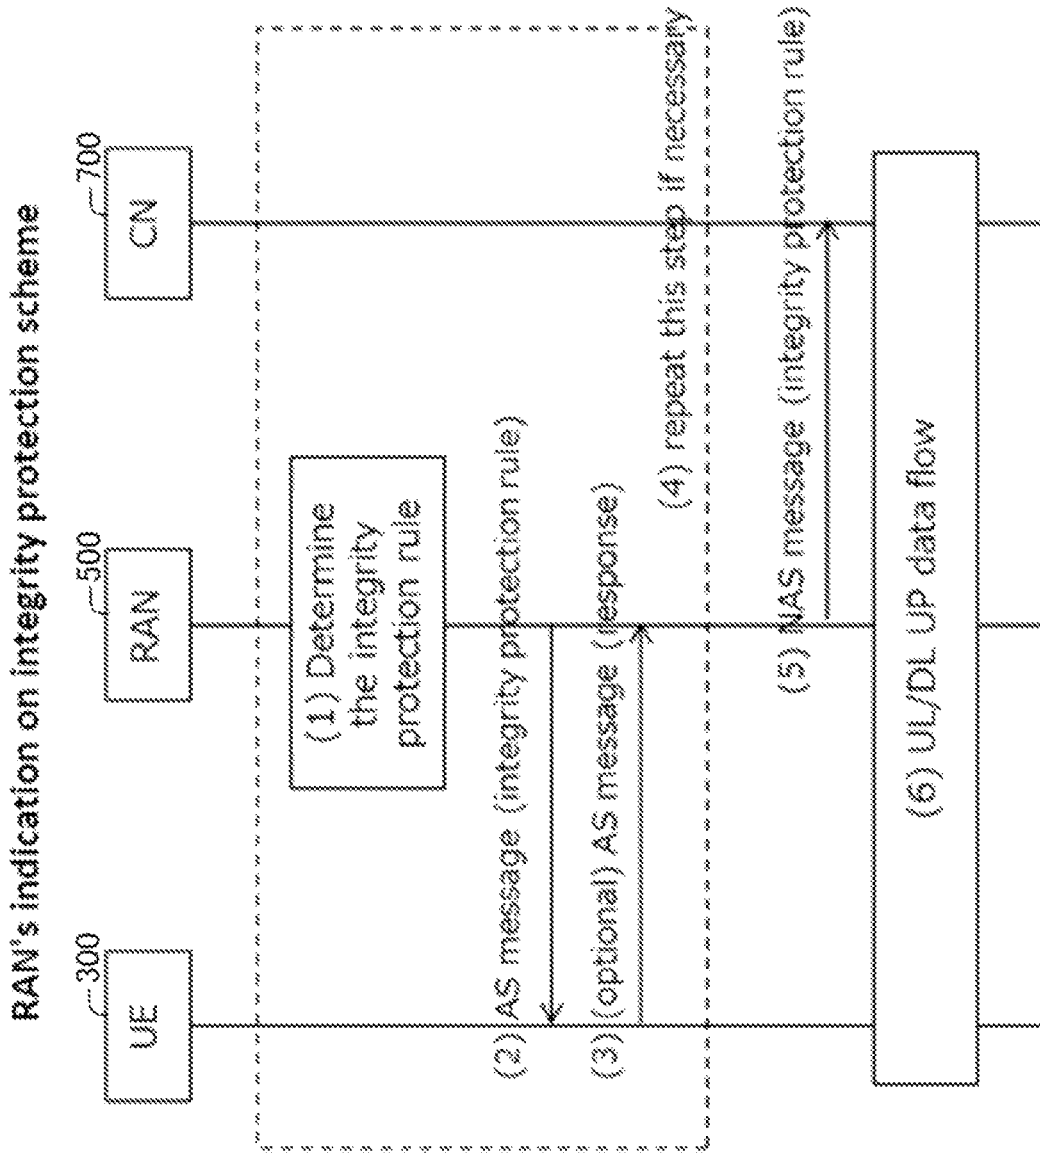 RAN's indication on integrity protection scheme
300
500
700
UE
RAN
CN
(1) Determine
the integrity
protection rule
(2) AS message (integrity protection rule)
(3) (optional) AS message (response)
(4) repeat this step if necessary
(5) NAS message (integrity protection rule)
(6) UL/DL UP data flow